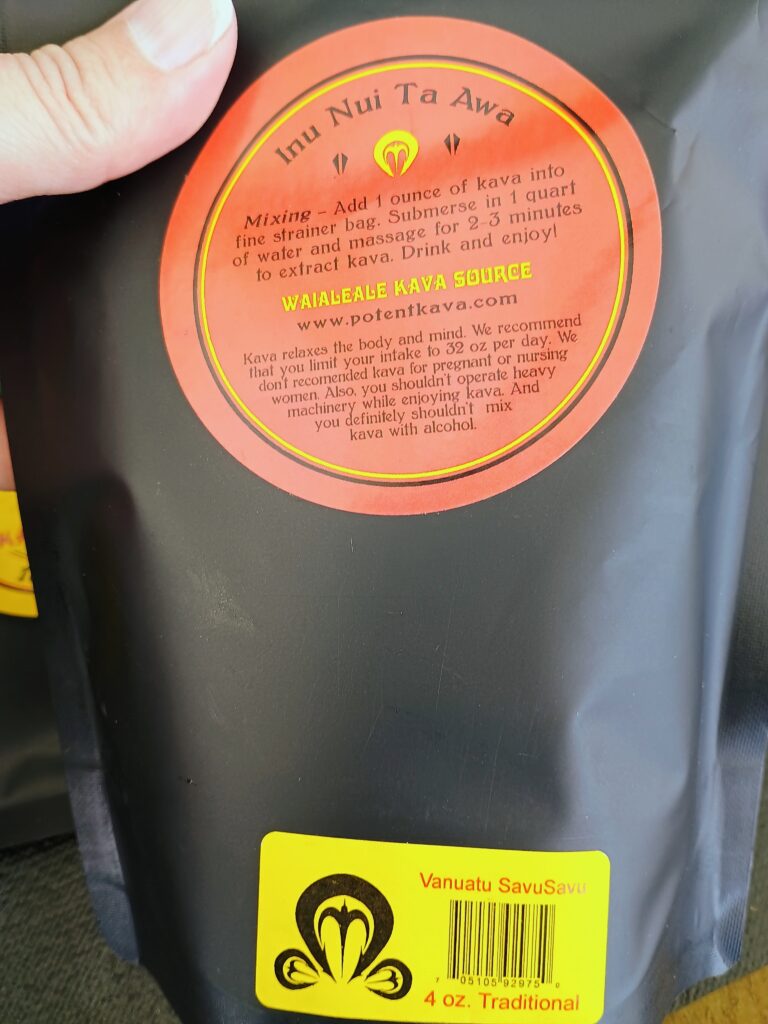 Inu Nui Ta Awa
Mixing – Add 1 ounce of kava into
fine strainer bag. Submerse in 1 quart
of water and massage for 2-3 minutes
to extract kava. Drink and enjoy!
WAIALEALE KAVA SOURCE
www.potentkava.com
Kava relaxes the body and mind. We recommend
that you limit your intake to 32 oz per day. We
don't recomended kava for pregnant or nursing
women. Also, you shouldn't operate heavy
machinery while enjoying kava. And
you definitely shouldn't mix
kava with alcohol.
Vanuatu SavuSavu
7 05105 92975 0
4 oz. Traditional